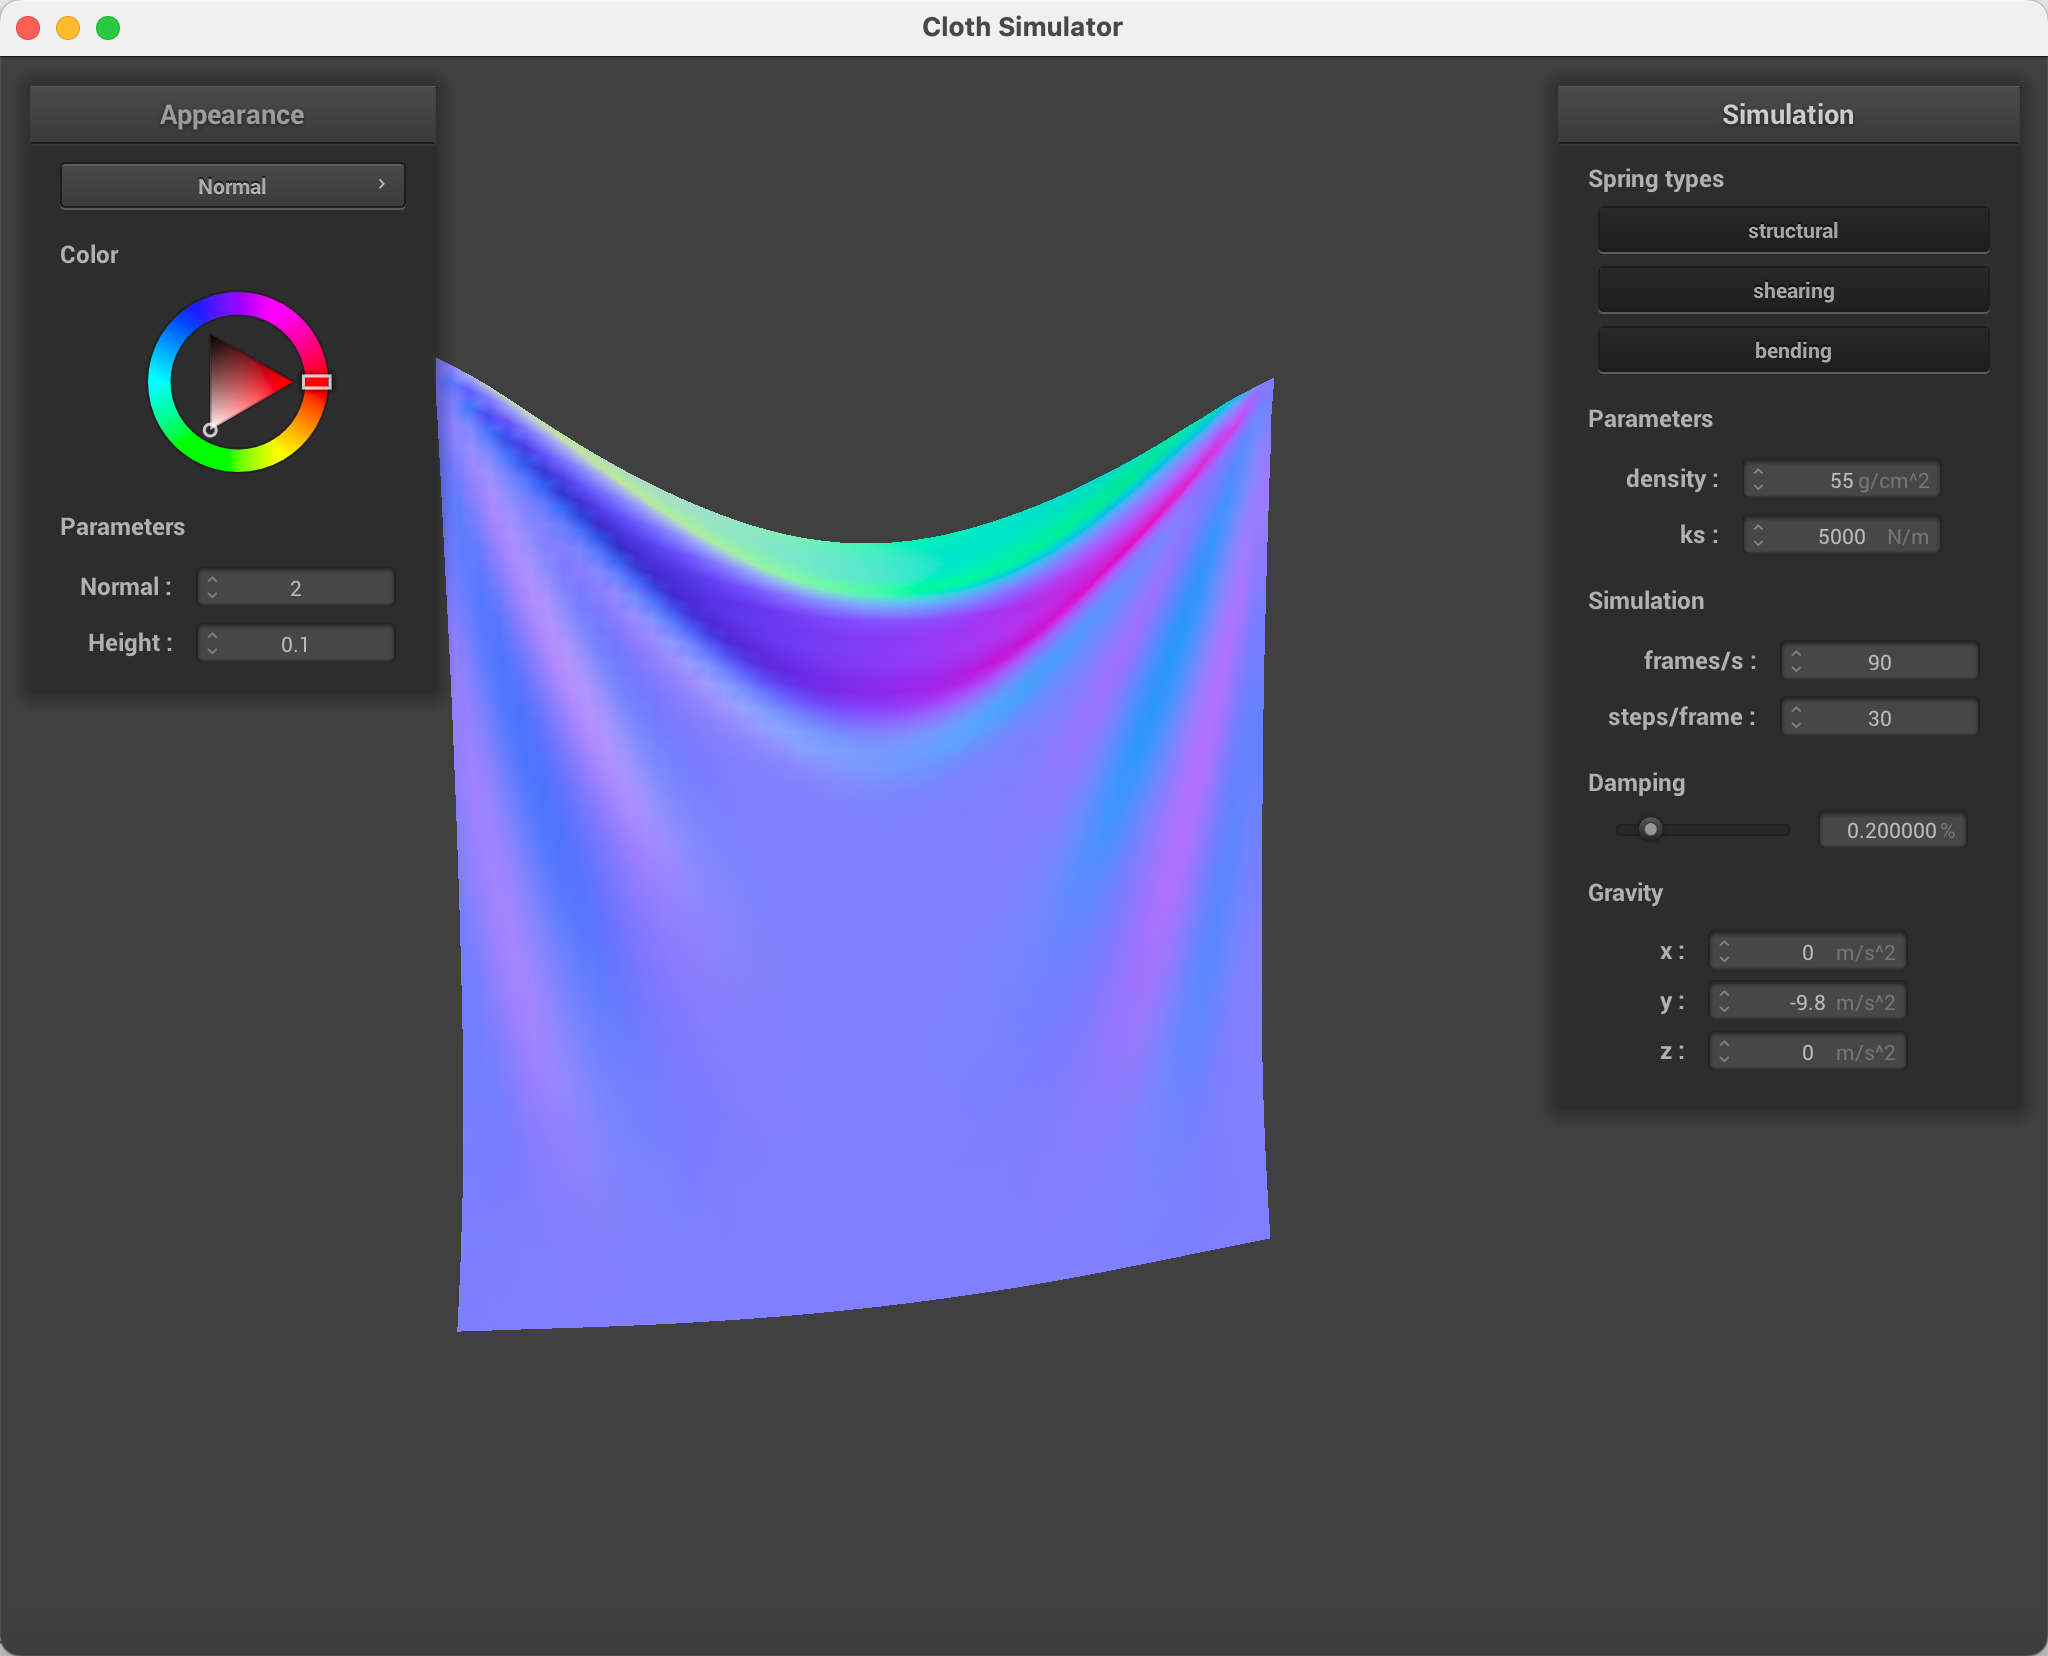 Cloth Simulator
Appearance
Normal
Color
Parameters
Normal : 2
Height : 0.1
Simulation
Spring types
structural
shearing
bending
Parameters
density : 55 g/cm^2
ks : 5000 N/m
Simulation
frames/s : 90
steps/frame : 30
Damping
0.200000 %
Gravity
x : 0 m/s^2
y : -9.8 m/s^2
z : 0 m/s^2